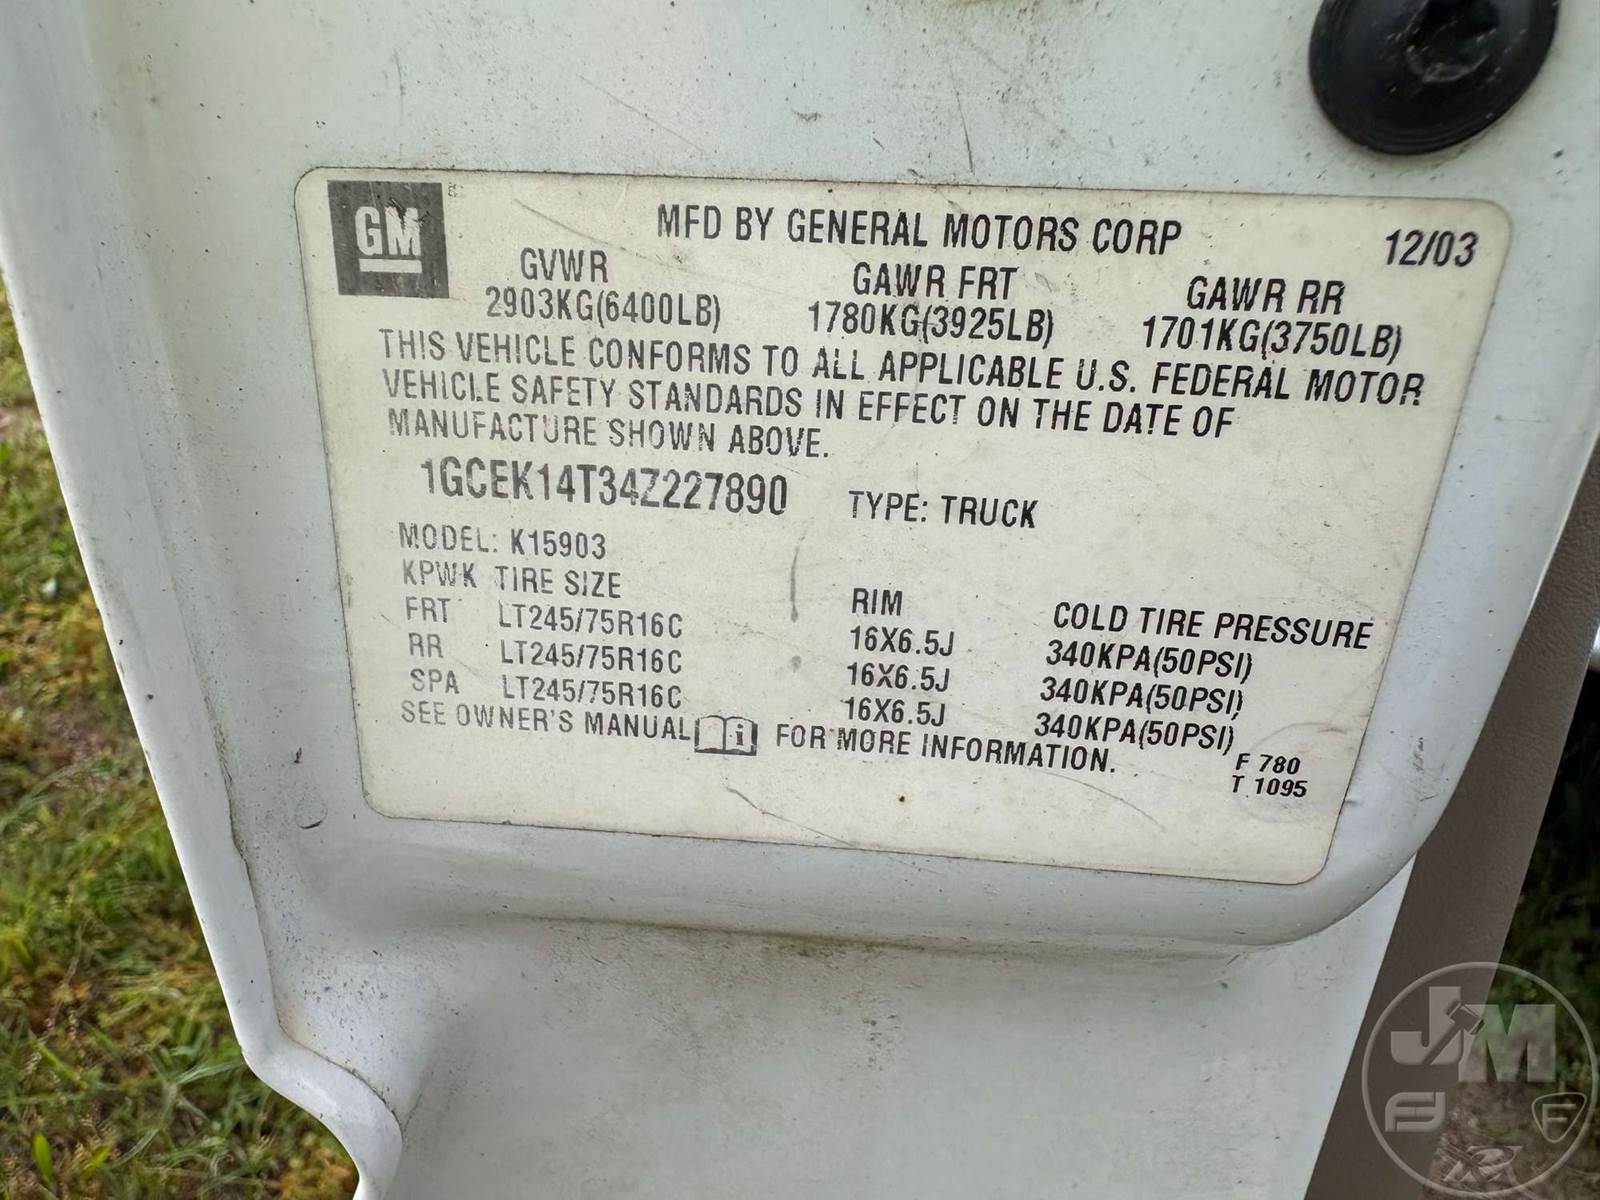 GM
MFD BY GENERAL MOTORS CORP 12/03
GVWR GAWR FRT GAWR RR
2903KG(6400LB) 1780KG(3925LB) 1701KG(3750LB)
THIS VEHICLE CONFORMS TO ALL APPLICABLE U.S. FEDERAL MOTOR
VEHICLE SAFETY STANDARDS IN EFFECT ON THE DATE OF
MANUFACTURE SHOWN ABOVE.
1GCEK14T34Z227890 TYPE: TRUCK
MODEL: K15903
KPWK TIRE SIZE RIM COLD TIRE PRESSURE
FRT LT245/75R16C 16X6.5J 340KPA(50PSI)
RR LT245/75R16C 16X6.5J 340KPA(50PSI)
SPA LT245/75R16C 16X6.5J 340KPA(50PSI)
SEE OWNER'S MANUAL i FOR MORE INFORMATION.
F 780
T 1095
JM